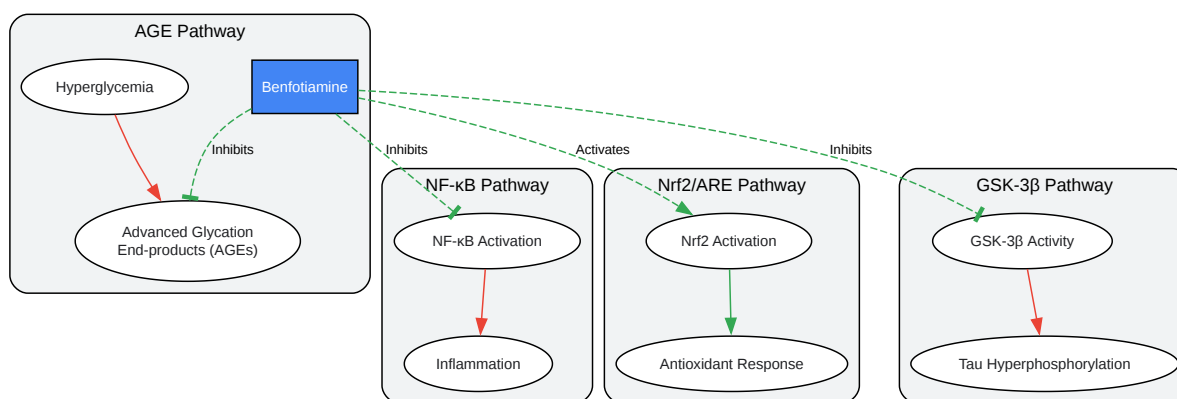 AGE Pathway
Hyperglycemia
Benfotiamine
Inhibits
Inhibits
Activates
Inhibits
Advanced Glycation
End-products (AGEs)
NF-κB Pathway
NF-κB Activation
Inflammation
Nrf2/ARE Pathway
Nrf2 Activation
Antioxidant Response
GSK-3β Pathway
GSK-3β Activity
Tau Hyperphosphorylation